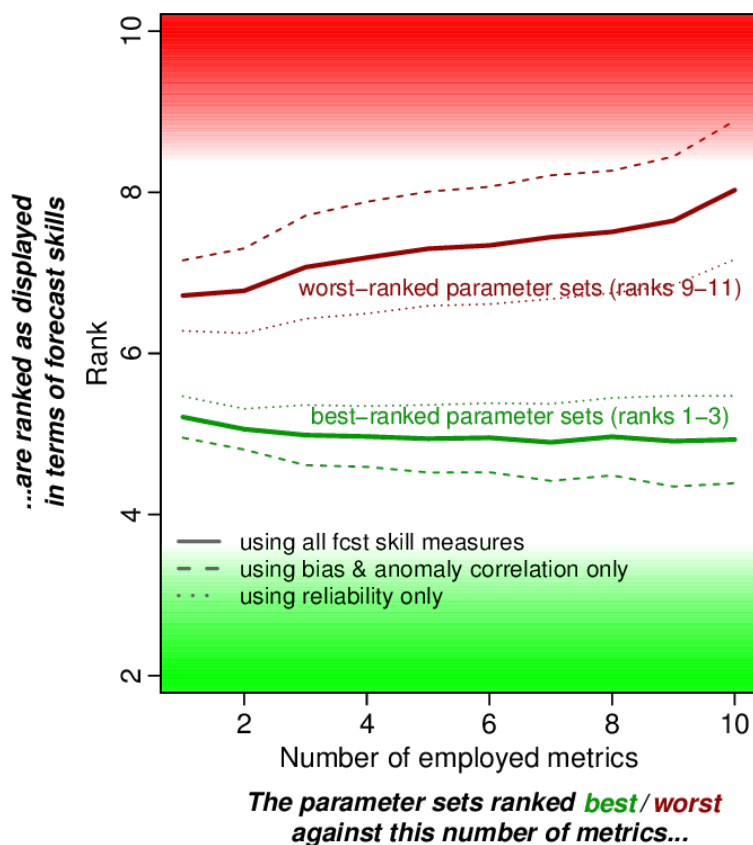 10
8
6
4
2
...are ranked as displayed
in terms of forecast skills
Rank
worst−ranked parameter sets (ranks 9−11)
best−ranked parameter sets (ranks 1−3)
using all fcst skill measures
using bias & anomaly correlation only
using reliability only
2 4 6 8 10
Number of employed metrics
The parameter sets ranked best/worst
against this number of metrics...